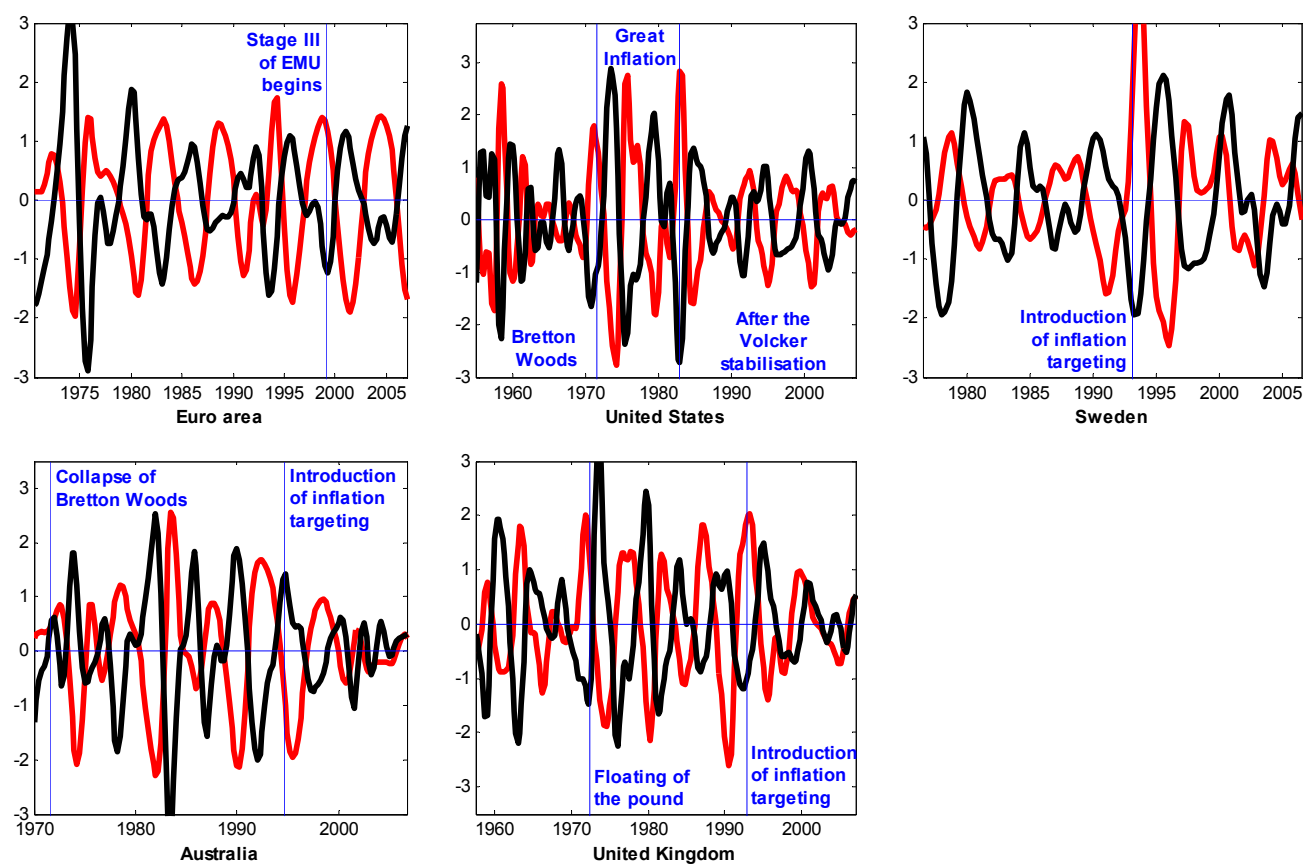 3
2
1
0
-1
-2
-3
Stage III
of EMU
begins
1975 1980 1985 1990 1995 2000 2005
Euro area
3
2
1
0
-1
-2
-3
Great
Inflation
Bretton
Woods
After the
Volcker
stabilisation
1955 1960 1970 1980 1990 2000
United States
3
2
1
0
-1
-2
-3
Introduction
of inflation
targeting
1980 1985 1990 1995 2000 2005
Sweden
3
2
1
0
-1
-2
-3
Collapse of
Bretton Woods
Introduction
of inflation
targeting
1970 1980 1990 2000
Australia
3
2
1
0
-1
-2
-3
Floating of
the pound
Introduction
of inflation
targeting
1960 1970 1980 1990 2000
United Kingdom